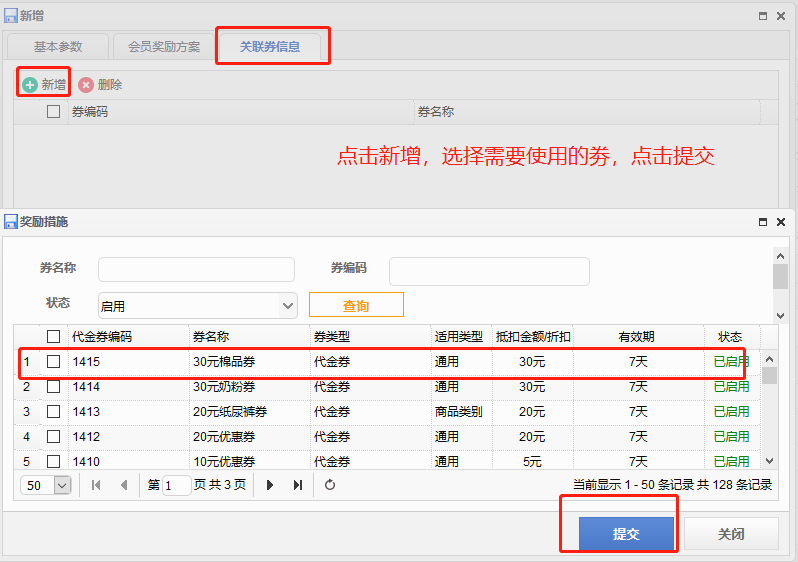 新增
基本参数 会员奖励方案 关联券信息
新增 删除
券编码 券名称
点击新增，选择需要使用的券，点击提交
奖励措施
券名称 券编码
状态 启用 查询
代金券编码 券名称 券类型 适用类型 抵扣金额/折扣 有效期 状态
1 1415 30元棉品券 代金券 通用 30元 7天 已启用
2 1414 30元奶粉券 代金券 通用 30元 7天 已启用
3 1413 20元纸尿裤券 代金券 商品类别 20元 7天 已启用
4 1412 20元优惠券 代金券 通用 20元 7天 已启用
5 1410 10元优惠券 代金券 通用 5元 7天 已启用
50 第 1 页 共 3 页 当前显示 1 - 50 条记录 共 128 条记录
提交 关闭